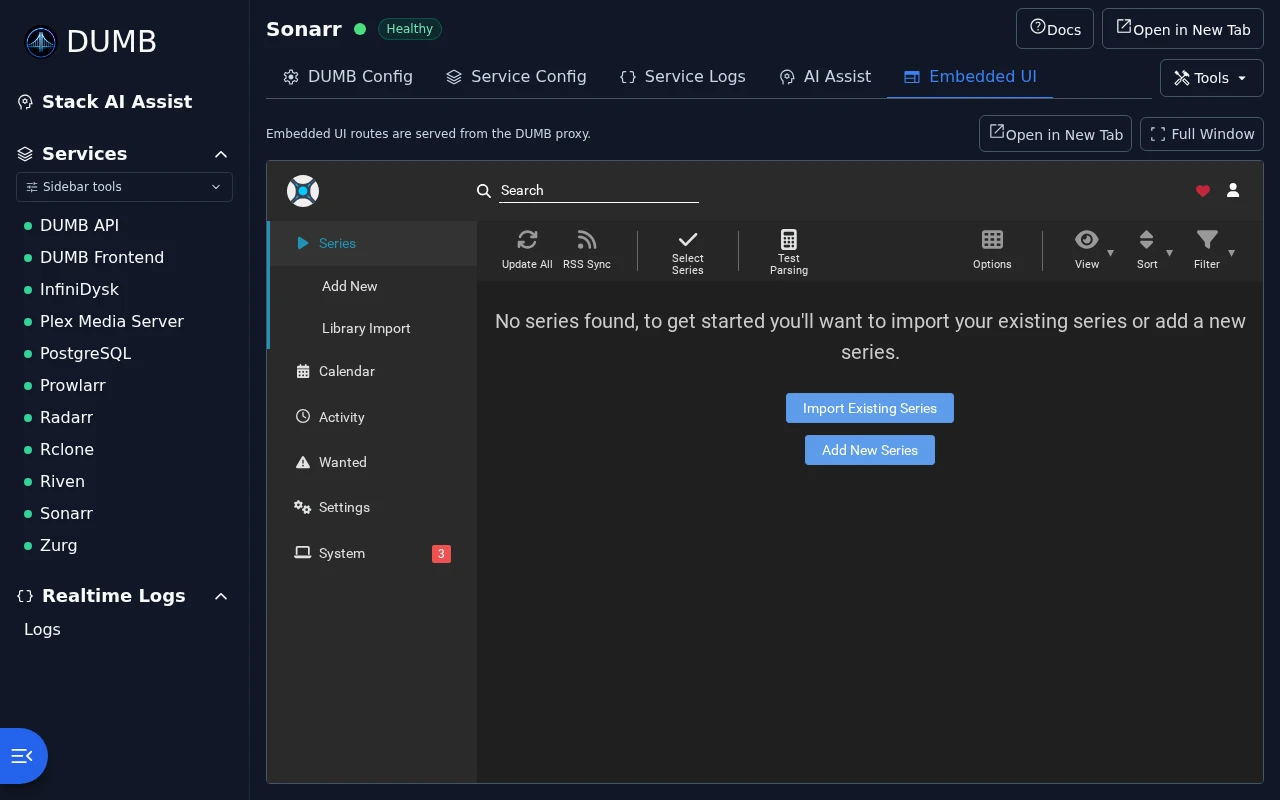 DUMB
Stack AI Assist
Services
Sidebar tools
DUMB API
DUMB Frontend
InfiniDysk
Plex Media Server
PostgreSQL
Prowlarr
Radarr
Rclone
Riven
Sonarr
Zurg
Realtime Logs
Logs
Sonarr Healthy
Docs Open in New Tab
DUMB Config Service Config Service Logs AI Assist Embedded UI Tools
Embedded UI routes are served from the DUMB proxy.
Open in New Tab Full Window
Search
Series
Add New
Library Import
Calendar
Activity
Wanted
Settings
System 3
Update All RSS Sync
Select
Series
Test
Parsing
Options View Sort Filter
No series found, to get started you'll want to import your existing series or add a new
series.
Import Existing Series
Add New Series